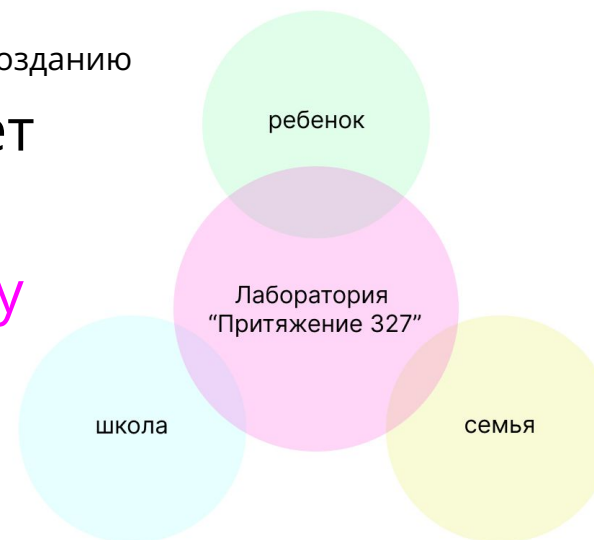 озданию
ет
у
ребенок
Лаборатория
“Притяжение 327”
школа
семья